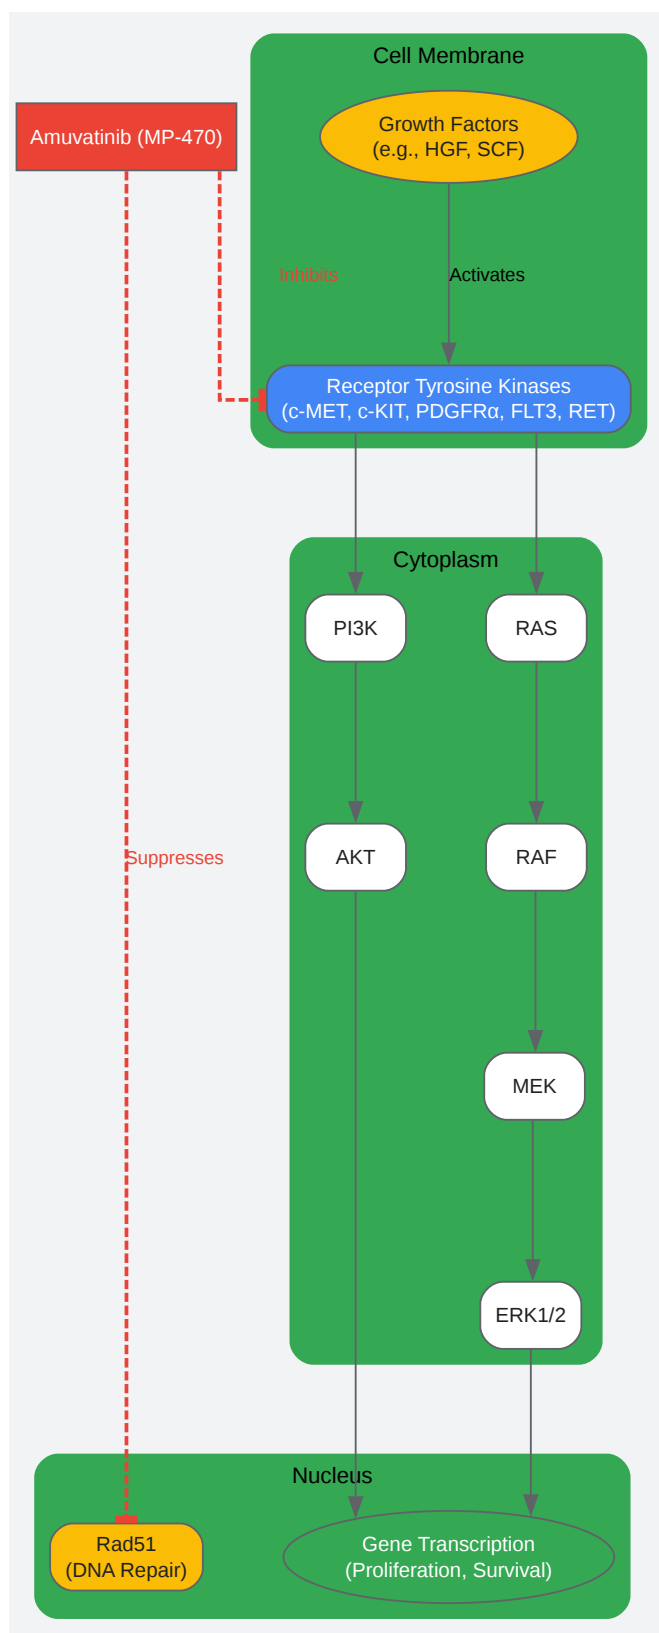 Cell Membrane
Growth Factors
(e.g., HGF, SCF)
Amuvatinib (MP-470)
Inhibits
Activates
Receptor Tyrosine Kinases
(c-MET, c-KIT, PDGFRα, FLT3, RET)
Cytoplasm
PI3K
RAS
AKT
RAF
Suppresses
MEK
ERK1/2
Nucleus
Rad51
(DNA Repair)
Gene Transcription
(Proliferation, Survival)